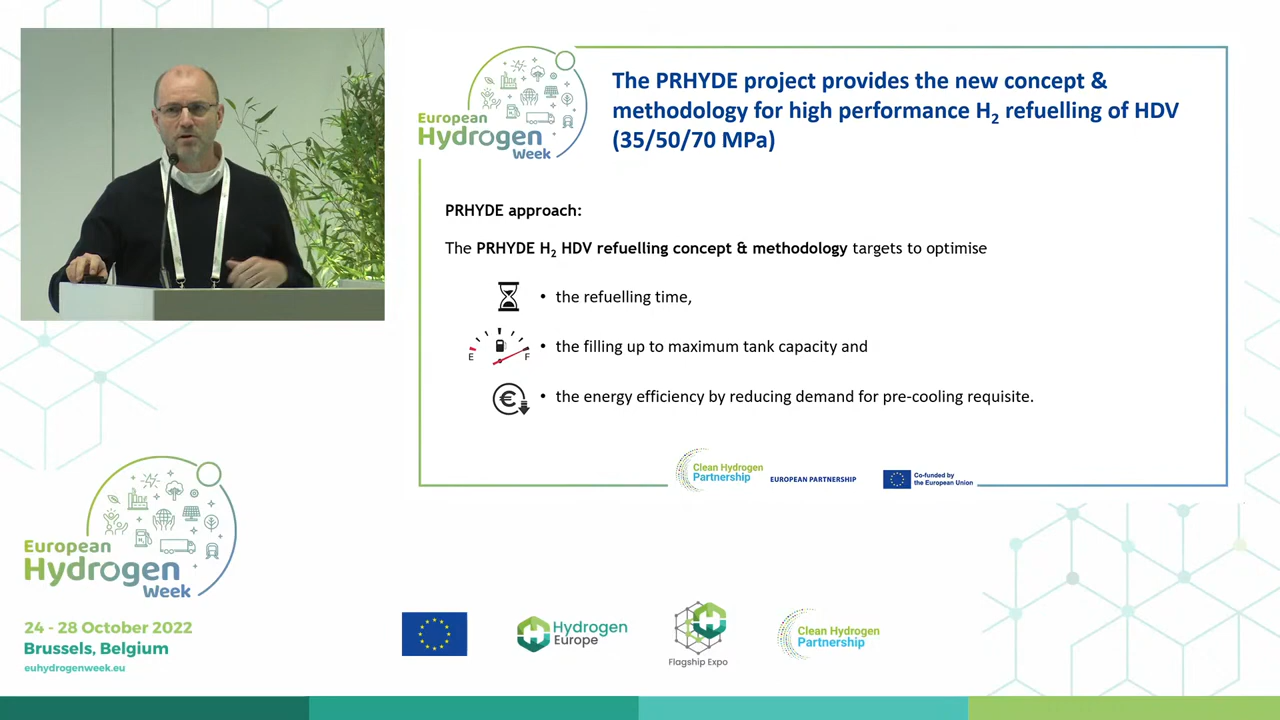 European
Hydrogen
Week
The PRHYDE project provides the new concept &
methodology for high performance H₂ refuelling of HDV
(35/50/70 MPa)
PRHYDE approach:
The PRHYDE H₂ HDV refuelling concept & methodology targets to optimise
• the refuelling time,
E F
• the filling up to maximum tank capacity and
€
• the energy efficiency by reducing demand for pre-cooling requisite.
Clean Hydrogen
Partnership
EUROPEAN PARTNERSHIP
Co-funded by
the European Union
European
Hydrogen
Week
24 - 28 October 2022
Brussels, Belgium
euhydrogenweek.eu
Hydrogen
Europe
Flagship Expo
Clean Hydrogen
Partnership